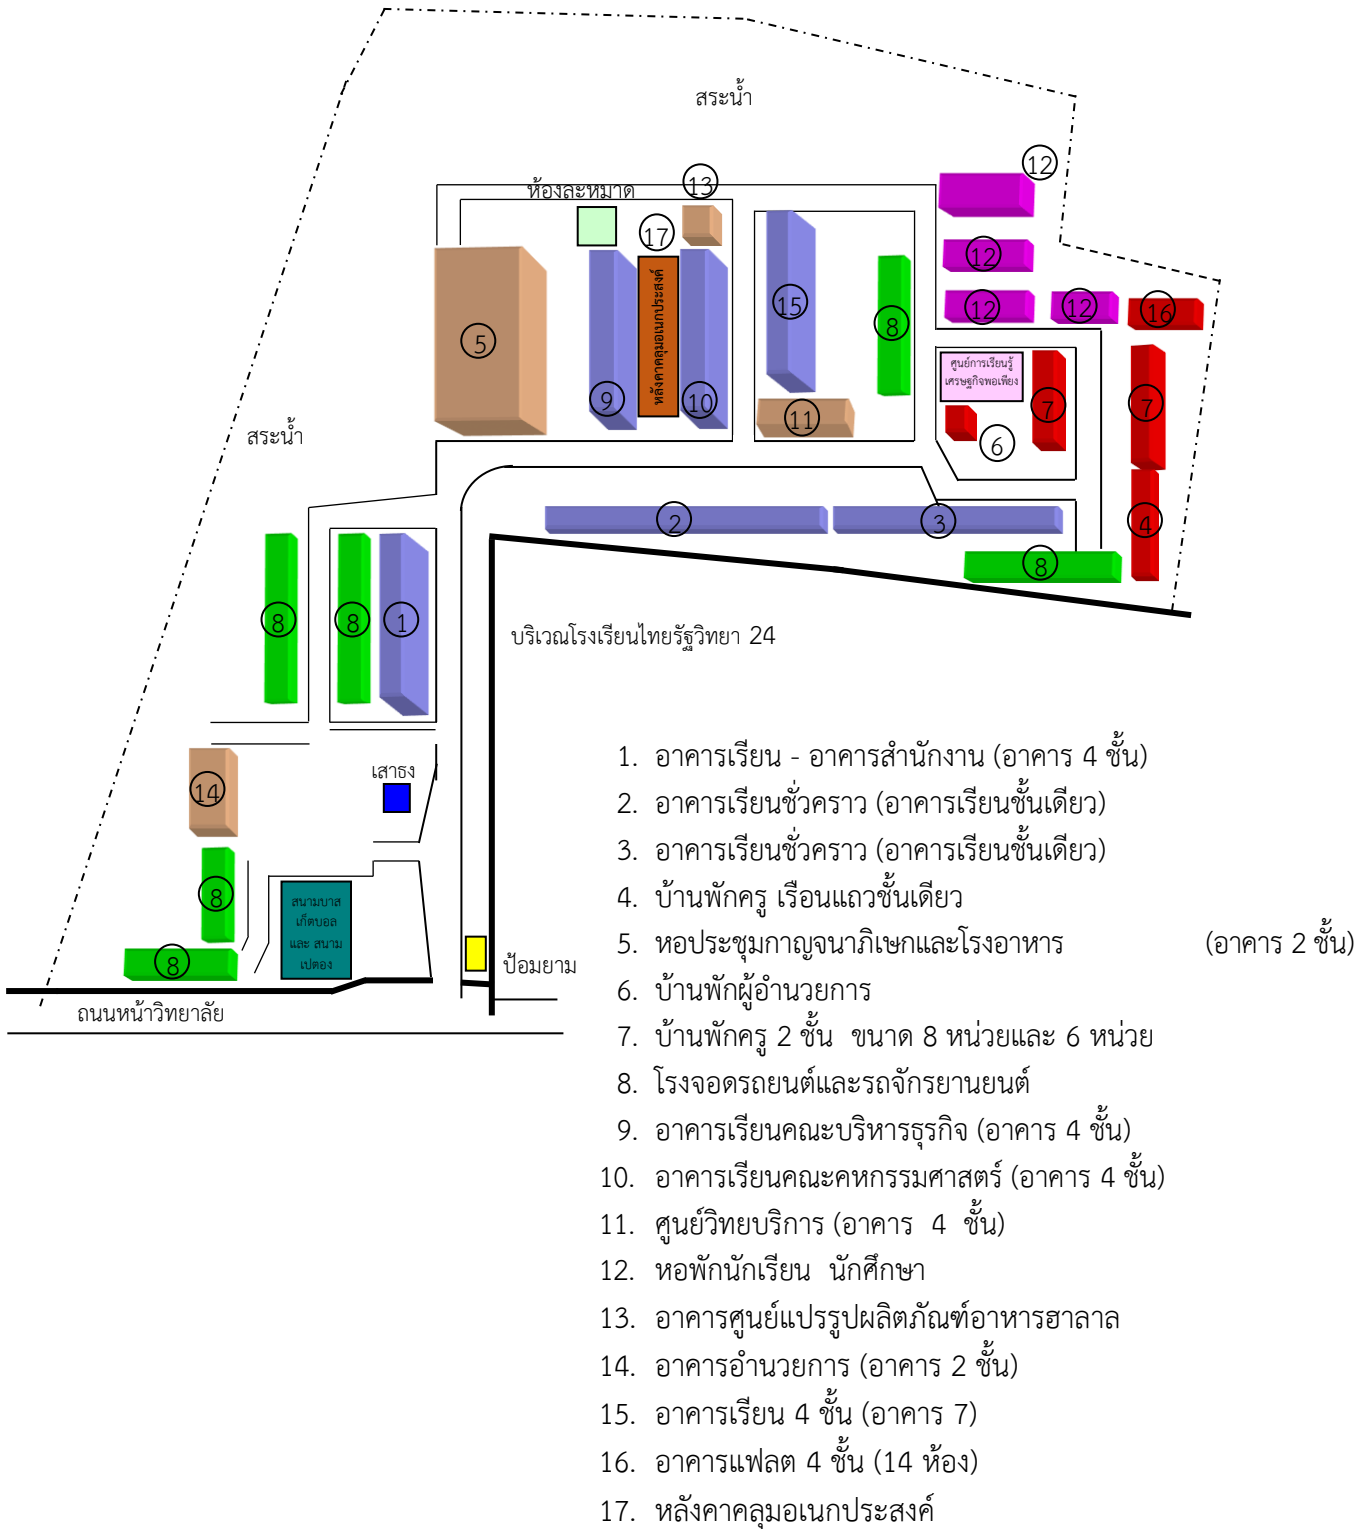 สระน้ำ
12
13
ห้องละหมาด
17
12
หลังคาคลุมอเนกประสงค์
15
12
12
16
8
5
ศูนย์การเรียนรู้
เศรษฐกิจพอเพียง
9
10
7
7
11
สระน้ำ
6
2
3
4
8
8
8
1
บริเวณโรงเรียนไทยรัฐวิทยา 24
เสาธง
14
8
สนามบาส
เก็ตบอล
และ สนาม
เปตอง
8
ป้อมยาม
ถนนหน้าวิทยาลัย
1. อาคารเรียน - อาคารสำนักงาน (อาคาร 4 ชั้น)
2. อาคารเรียนชั่วคราว (อาคารเรียนชั้นเดียว)
3. อาคารเรียนชั่วคราว (อาคารเรียนชั้นเดียว)
4. บ้านพักครู เรือนแถวชั้นเดียว
5. หอประชุมกาญจนาภิเษกและโรงอาหาร (อาคาร 2 ชั้น)
6. บ้านพักผู้อำนวยการ
7. บ้านพักครู 2 ชั้น ขนาด 8 หน่วยและ 6 หน่วย
8. โรงจอดรถยนต์และรถจักรยานยนต์
9. อาคารเรียนคณะบริหารธุรกิจ (อาคาร 4 ชั้น)
10. อาคารเรียนคณะคหกรรมศาสตร์ (อาคาร 4 ชั้น)
11. ศูนย์วิทยบริการ (อาคาร 4 ชั้น)
12. หอพักนักเรียน นักศึกษา
13. อาคารศูนย์แปรรูปผลิตภัณฑ์อาหารฮาลาล
14. อาคารอำนวยการ (อาคาร 2 ชั้น)
15. อาคารเรียน 4 ชั้น (อาคาร 7)
16. อาคารแฟลต 4 ชั้น (14 ห้อง)
17. หลังคาคลุมอเนกประสงค์